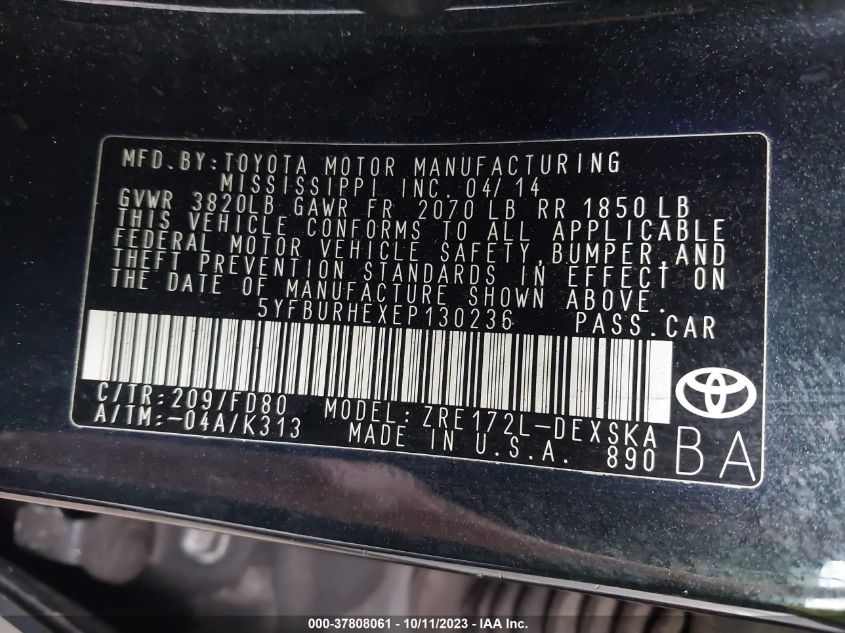 MFD.BY:TOYOTA MOTOR MANUFACTURING
MISSISSIPPI INC. 04/14
GVWR 3820LB GAWR FR 2070 LB RR 1850 LB
THIS VEHICLE CONFORMS TO ALL APPLICABLE
FEDERAL MOTOR VEHICLE SAFETY,BUMPER,AND
THEFT PREVENTION STANDARDS IN EFFECT ON
THE DATE OF MANUFACTURE SHOWN ABOVE.
5YFBURHEXEP130236 PASS.CAR
C/TR:209/FD80 MODEL:ZRE172L-DEXSKA
A/TM:-04A/K313 MADE IN U.S.A. 890
BA
000-37808061 - 10/11/2023 - IAA Inc.